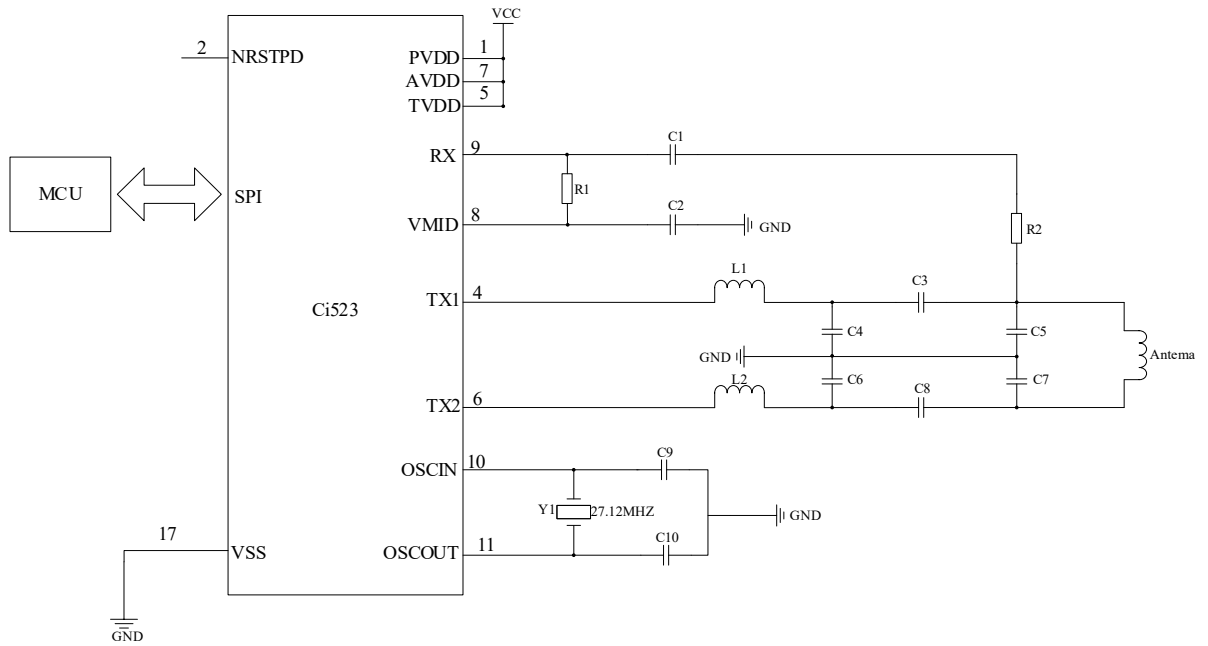 VCC
2 NRSTPD
PVDD 1
AVDD 7
TVDD 5
RX 9
C1
MCU
SPI
R1
VMID 8
C2
GND
R2
Ci523
TX1 4
L1
C3
C4
C5
GND
Antema
L2
C6
C7
TX2 6
C8
OSCIN 10
C9
Y1 27.12MHZ
GND
17 VSS
OSCOUT 11
C10
GND